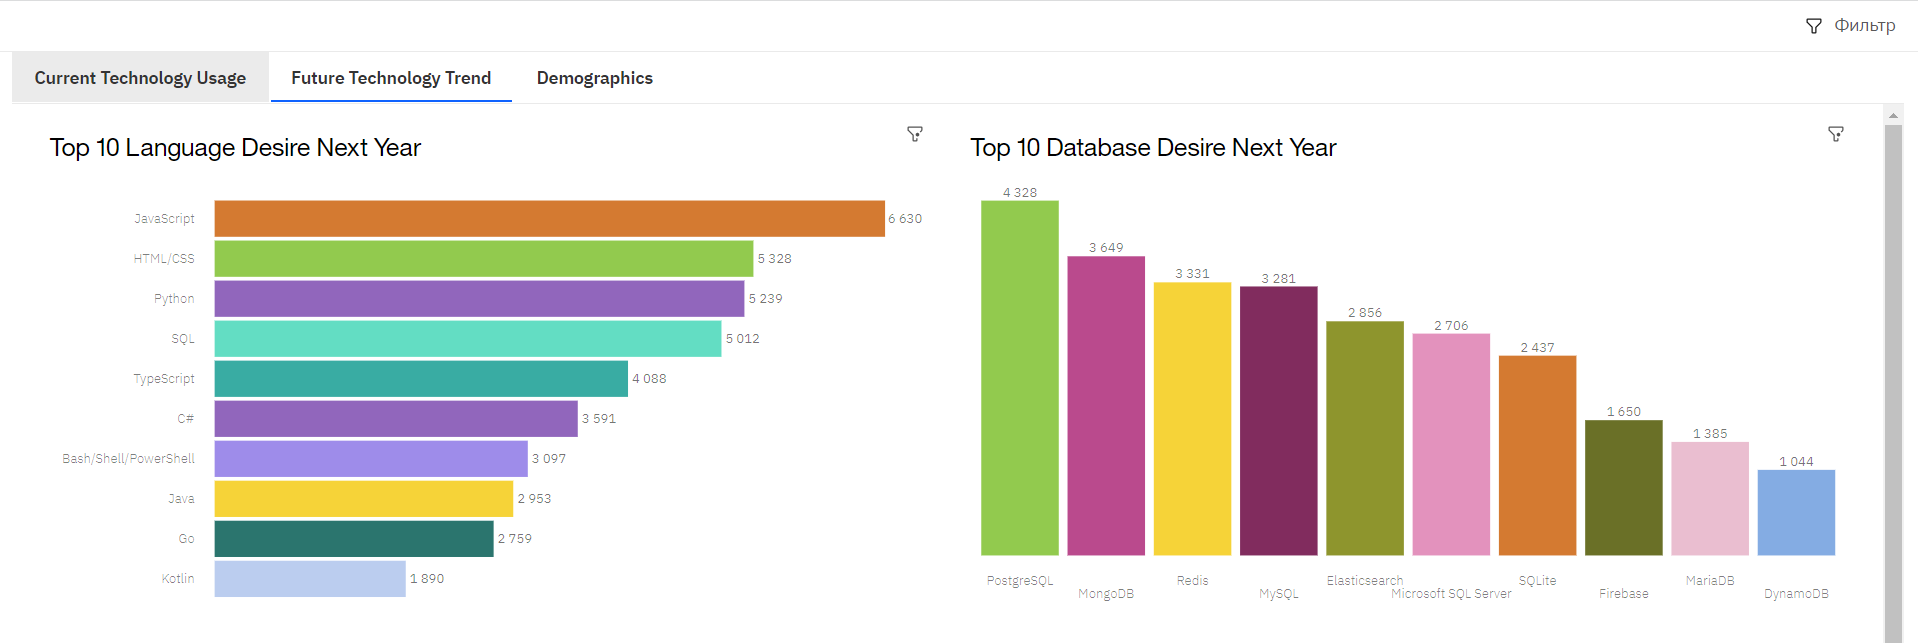 Фильтр
Current Technology Usage
Future Technology Trend
Demographics
Top 10 Language Desire Next Year
JavaScript 6 630
HTML/CSS 5 328
Python 5 239
SQL 5 012
TypeScript 4 088
C# 3 591
Bash/Shell/PowerShell 3 097
Java 2 953
Go 2 759
Kotlin 1 890
Top 10 Database Desire Next Year
4 328
3 649
3 331
3 281
2 856
2 706
2 437
1 650
1 385
1 044
PostgreSQL
MongoDB
Redis
MySQL
Elasticsearch
Microsoft SQL Server
SQLite
Firebase
MariaDB
DynamoDB